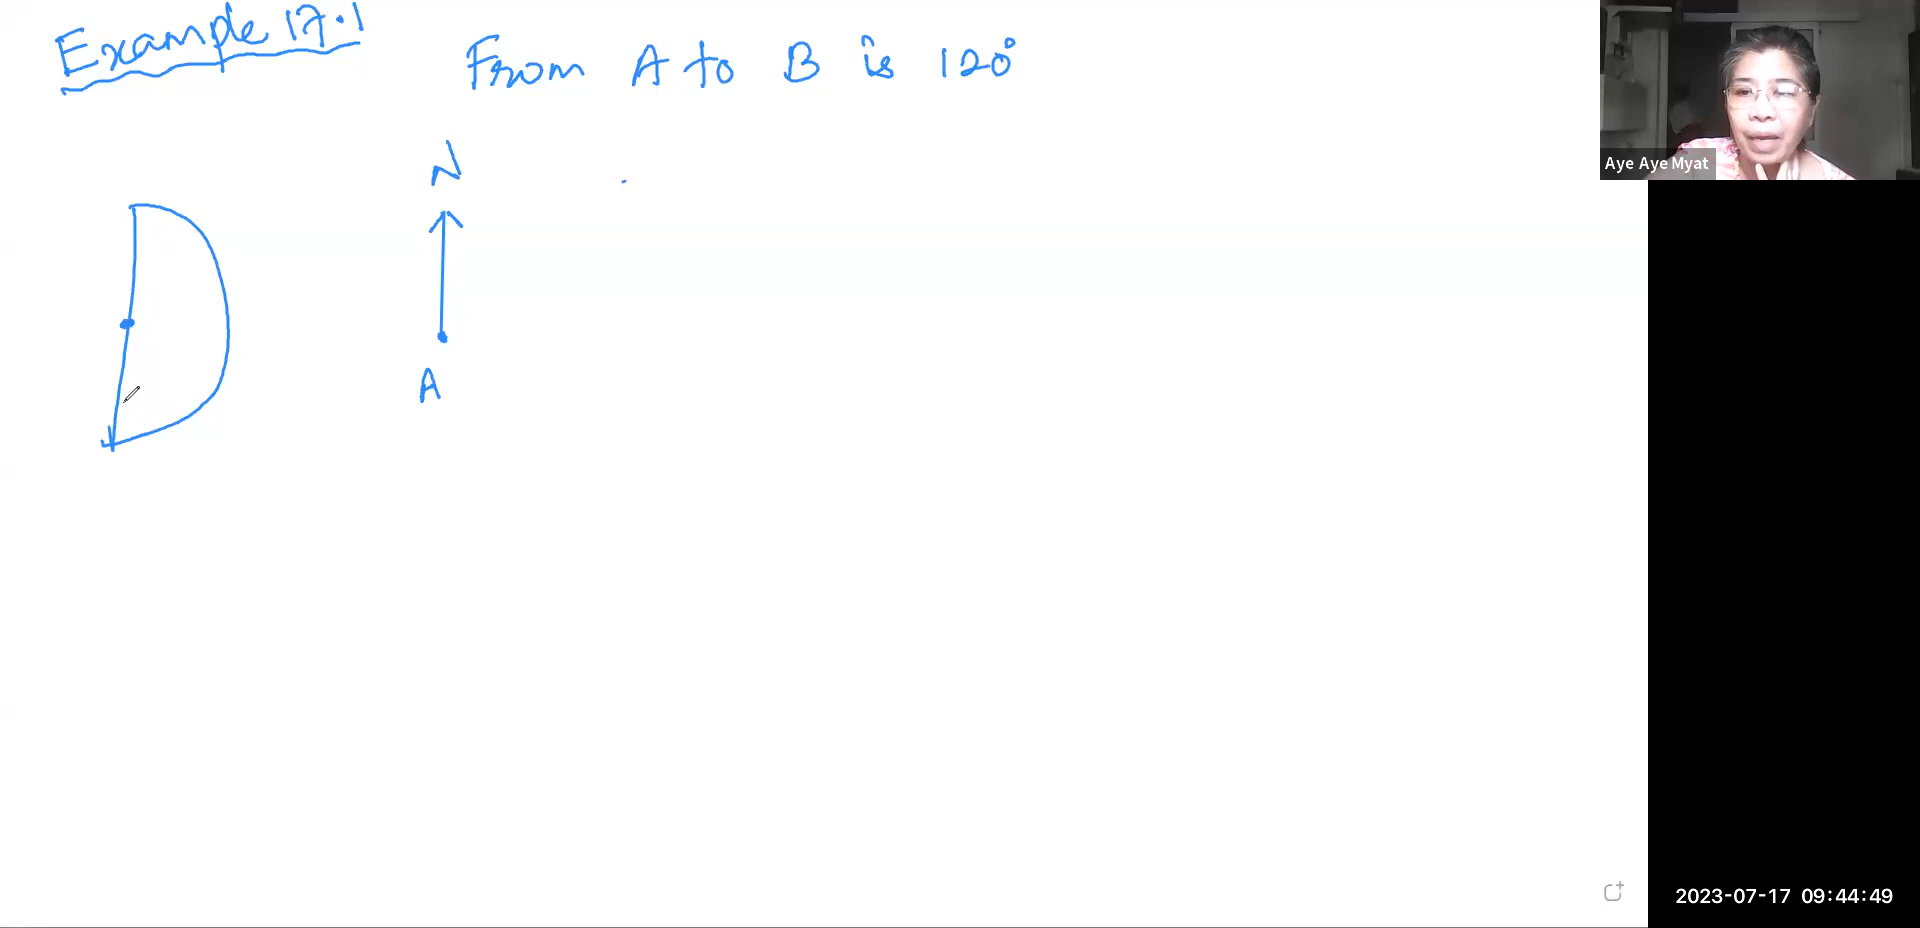 Example 17.1
From A to B is 120°
N
A
Aye Aye Myat
2023-07-17 09:44:49